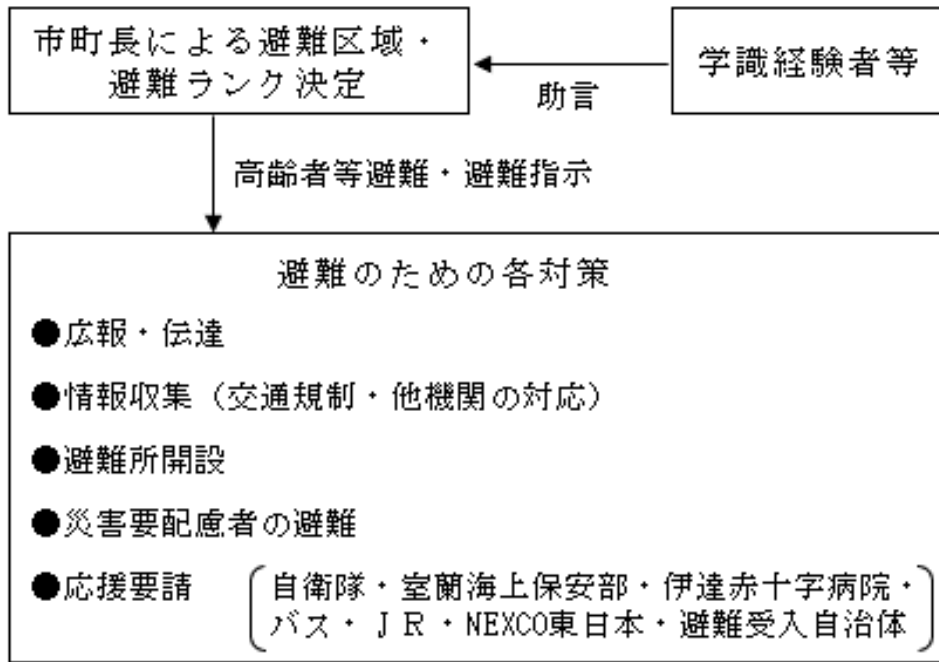 市町長による避難区域・
避難ランク決定
学識経験者等
助言
高齢者等避難・避難指示
避難のための各対策
●広報・伝達
●情報収集（交通規制・他機関の対応）
●避難所開設
●災害要配慮者の避難
●応援要請
自衛隊・室蘭海上保安部・伊達赤十字病院・
バス・ＪＲ・NEXCO東日本・避難受入自治体